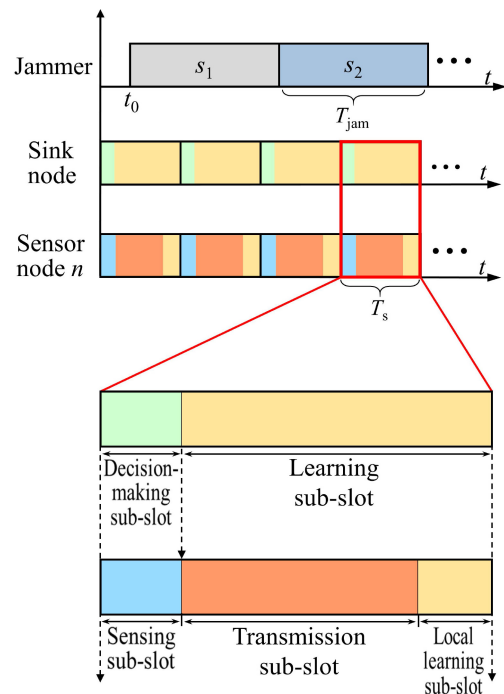 Jammer
s1
s2
t
t0
Tjam
Sink
node
t
Sensor
node n
t
Ts
Decision-
making
sub-slot
Learning
sub-slot
Sensing
sub-slot
Transmission
sub-slot
Local
learning
sub-slot